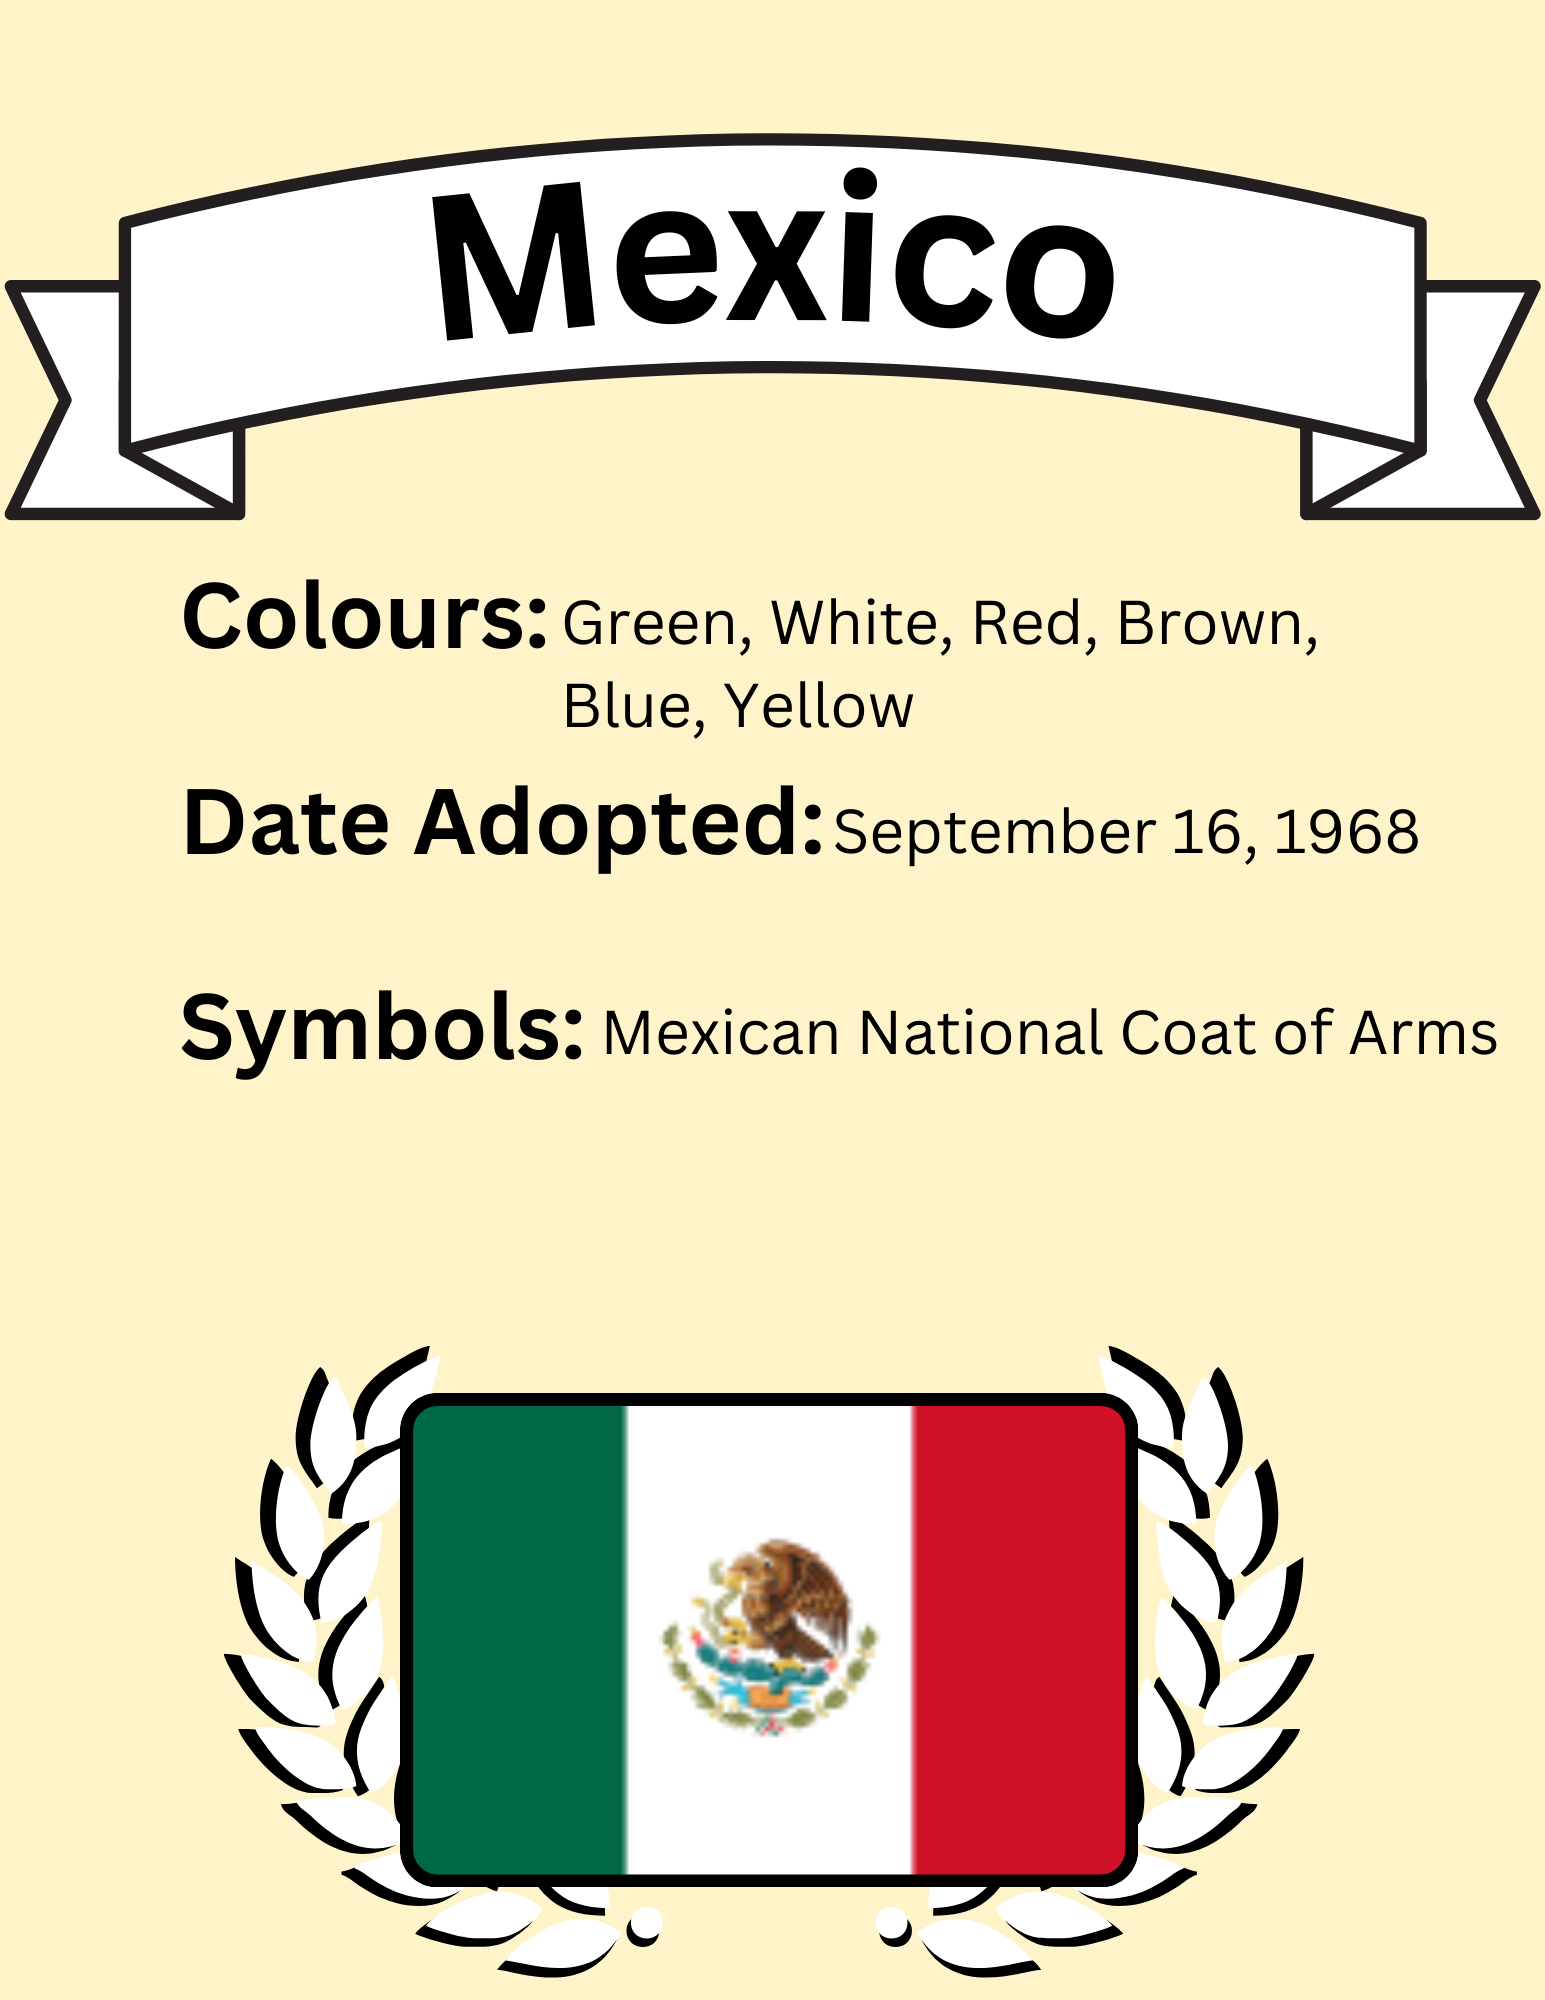 Mexico
Colours: Green, White, Red, Brown,
Blue, Yellow
Date Adopted: September 16, 1968
Symbols: Mexican National Coat of Arms